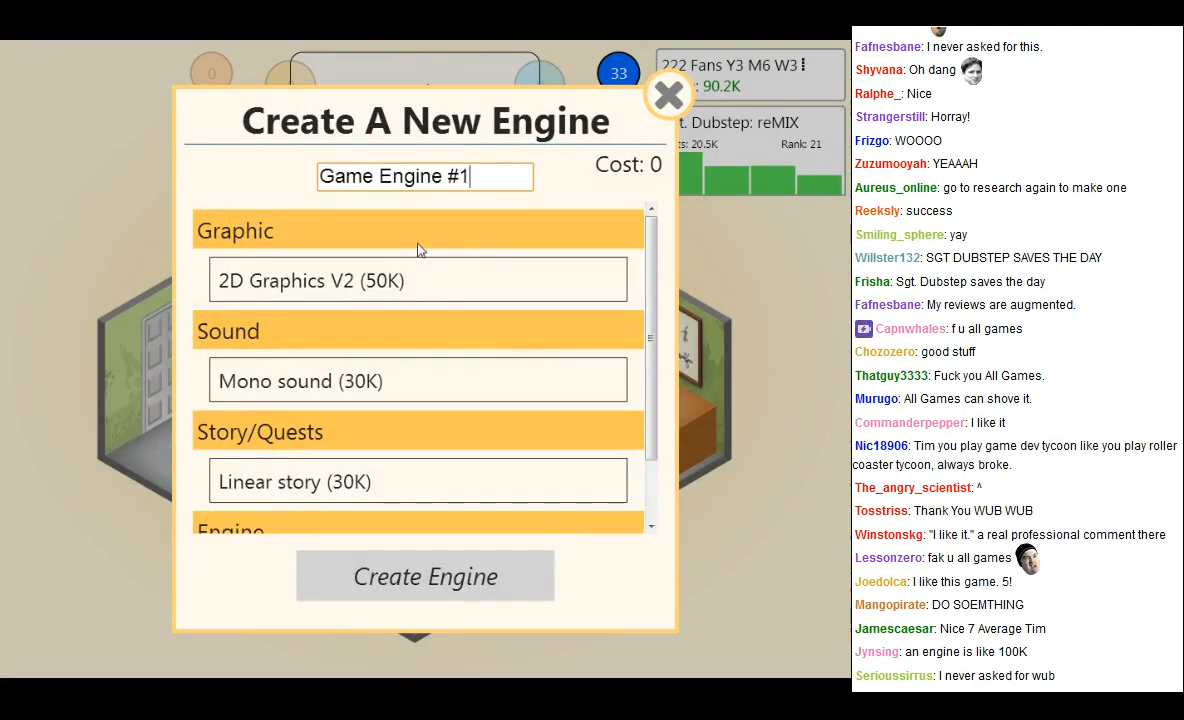 0
33
222 Fans Y3 M6 W3
: 90.2K
t. Dubstep: reMIX
ts: 20.5K Rank: 21
Create A New Engine
Cost: 0
Game Engine #1
Graphic
2D Graphics V2 (50K)
Sound
Mono sound (30K)
Story/Quests
Linear story (30K)
Engine
Create Engine
Fafnesbane: I never asked for this.
Shyvana: Oh dang
Ralphe_: Nice
Strangerstill: Horray!
Frizgo: WOOOO
Zuzumooyah: YEAAAH
Aureus_online: go to research again to make one
Reeksly: success
Smiling_sphere: yay
Willster132: SGT DUBSTEP SAVES THE DAY
Frisha: Sgt. Dubstep saves the day
Fafnesbane: My reviews are augmented.
Capnwhales: f u all games
Chozozero: good stuff
Thatguy3333: Fuck you All Games.
Murugo: All Games can shove it.
Commanderpepper: I like it
Nic18906: Tim you play game dev tycoon like you play roller
coaster tycoon, always broke.
The_angry_scientist: ^
Tosstriss: Thank You WUB WUB
Winstonskg: "I like it." a real professional comment there
Lessonzero: fak u all games
Joedolca: I like this game. 5!
Mangopirate: DO SOEMTHING
Jamescaesar: Nice 7 Average Tim
Jynsing: an engine is like 100K
Serioussirrus: I never asked for wub